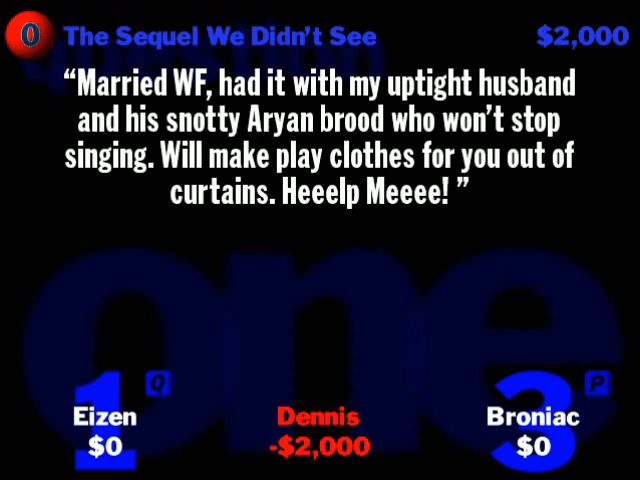 0 The Sequel We Didn't See $2,000
“Married WF, had it with my uptight husband
and his snotty Aryan brood who won't stop
singing. Will make play clothes for you out of
curtains. Heeelp Meeee! ”
one
1 Q 3 P
Eizen Dennis Broniac
$0 -$2,000 $0